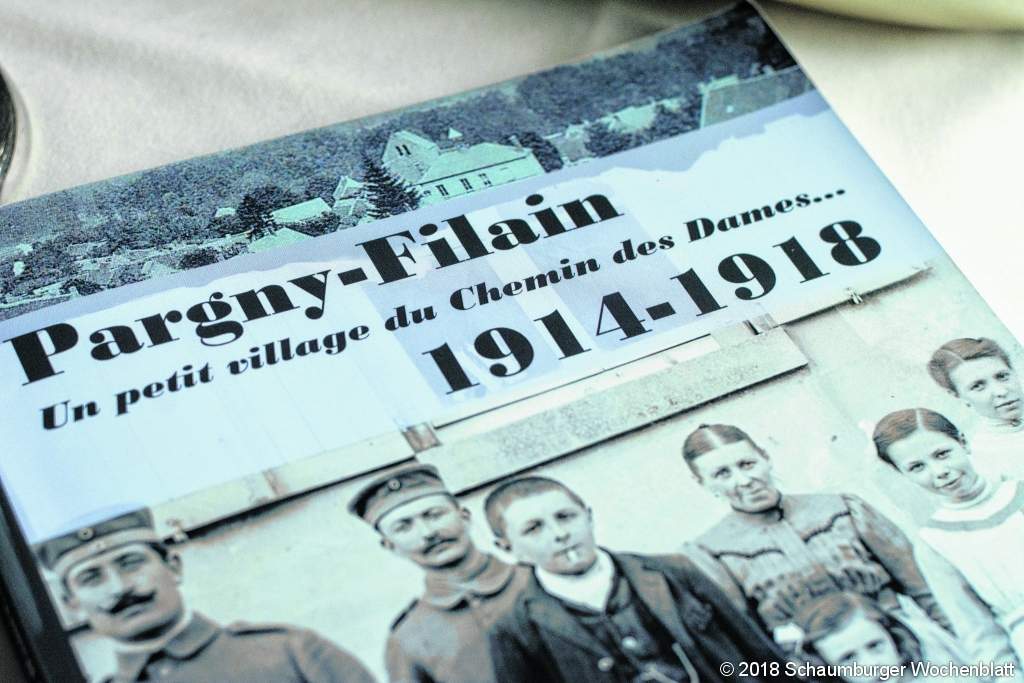 Pargny-Filain
Un petit village du Chemin des Dames...
1914-1918
© 2018 Schaumburger Wochenblatt